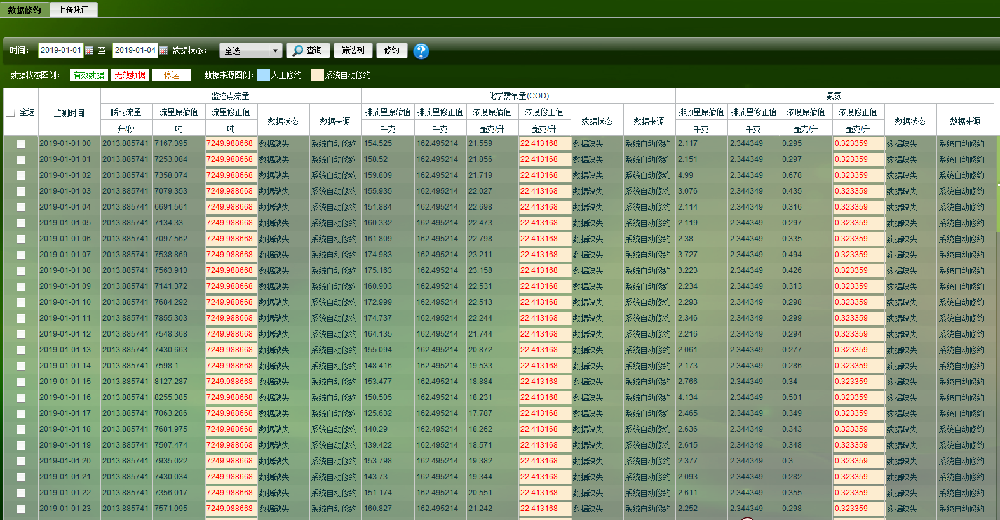 数据修约 上传凭证
时间： 2019-01-01 至 2019-01-04 数据状态： 全选 查询 筛选列 修约 ?
数据状态图例： 有效数据 无效数据 停运 数据来源图例： 人工修约 系统自动修约
监控点流量 化学需氧量(COD) 氨氮
全选 监测时间 瞬时流量 流量原始值 流量修正值 数据状态 数据来源 排放量原始值 排放量修正值 浓度原始值 浓度修正值 数据状态 数据来源 排放量原始值 排放量修正值 浓度原始值 浓度修正值 数据状态 数据来源
升/秒 吨 吨 千克 千克 毫克/升 毫克/升 千克 千克 毫克/升 毫克/升
2019-01-01 00 2013.885741 7167.395 7249.988668 数据缺失 系统自动修约 154.525 162.495214 21.559 22.413168 数据缺失 系统自动修约 2.117 2.344349 0.295 0.323359 数据缺失 系统自动修约
2019-01-01 01 2013.885741 7253.084 7249.988668 数据缺失 系统自动修约 158.52 162.495214 21.856 22.413168 数据缺失 系统自动修约 2.151 2.344349 0.297 0.323359 数据缺失 系统自动修约
2019-01-01 02 2013.885741 7358.074 7249.988668 数据缺失 系统自动修约 159.809 162.495214 21.719 22.413168 数据缺失 系统自动修约 4.99 2.344349 0.678 0.323359 数据缺失 系统自动修约
2019-01-01 03 2013.885741 7079.353 7249.988668 数据缺失 系统自动修约 155.935 162.495214 22.027 22.413168 数据缺失 系统自动修约 3.076 2.344349 0.435 0.323359 数据缺失 系统自动修约
2019-01-01 04 2013.885741 6691.561 7249.988668 数据缺失 系统自动修约 151.884 162.495214 22.698 22.413168 数据缺失 系统自动修约 2.114 2.344349 0.316 0.323359 数据缺失 系统自动修约
2019-01-01 05 2013.885741 7134.33 7249.988668 数据缺失 系统自动修约 160.332 162.495214 22.473 22.413168 数据缺失 系统自动修约 2.119 2.344349 0.297 0.323359 数据缺失 系统自动修约
2019-01-01 06 2013.885741 7097.562 7249.988668 数据缺失 系统自动修约 161.809 162.495214 22.798 22.413168 数据缺失 系统自动修约 2.38 2.344349 0.335 0.323359 数据缺失 系统自动修约
2019-01-01 07 2013.885741 7538.869 7249.988668 数据缺失 系统自动修约 174.983 162.495214 23.211 22.413168 数据缺失 系统自动修约 3.727 2.344349 0.494 0.323359 数据缺失 系统自动修约
2019-01-01 08 2013.885741 7563.913 7249.988668 数据缺失 系统自动修约 175.163 162.495214 23.158 22.413168 数据缺失 系统自动修约 3.223 2.344349 0.426 0.323359 数据缺失 系统自动修约
2019-01-01 09 2013.885741 7141.372 7249.988668 数据缺失 系统自动修约 160.903 162.495214 22.531 22.413168 数据缺失 系统自动修约 2.234 2.344349 0.313 0.323359 数据缺失 系统自动修约
2019-01-01 10 2013.885741 7684.292 7249.988668 数据缺失 系统自动修约 172.999 162.495214 22.513 22.413168 数据缺失 系统自动修约 2.293 2.344349 0.298 0.323359 数据缺失 系统自动修约
2019-01-01 11 2013.885741 7855.303 7249.988668 数据缺失 系统自动修约 174.737 162.495214 22.244 22.413168 数据缺失 系统自动修约 2.346 2.344349 0.299 0.323359 数据缺失 系统自动修约
2019-01-01 12 2013.885741 7548.368 7249.988668 数据缺失 系统自动修约 164.135 162.495214 21.744 22.413168 数据缺失 系统自动修约 2.216 2.344349 0.294 0.323359 数据缺失 系统自动修约
2019-01-01 13 2013.885741 7430.663 7249.988668 数据缺失 系统自动修约 155.094 162.495214 20.872 22.413168 数据缺失 系统自动修约 2.061 2.344349 0.277 0.323359 数据缺失 系统自动修约
2019-01-01 14 2013.885741 7598.1 7249.988668 数据缺失 系统自动修约 148.416 162.495214 19.533 22.413168 数据缺失 系统自动修约 2.173 2.344349 0.286 0.323359 数据缺失 系统自动修约
2019-01-01 15 2013.885741 8127.287 7249.988668 数据缺失 系统自动修约 153.477 162.495214 18.884 22.413168 数据缺失 系统自动修约 2.766 2.344349 0.34 0.323359 数据缺失 系统自动修约
2019-01-01 16 2013.885741 8255.385 7249.988668 数据缺失 系统自动修约 150.505 162.495214 18.231 22.413168 数据缺失 系统自动修约 4.134 2.344349 0.501 0.323359 数据缺失 系统自动修约
2019-01-01 17 2013.885741 7063.286 7249.988668 数据缺失 系统自动修约 125.632 162.495214 17.787 22.413168 数据缺失 系统自动修约 2.465 2.344349 0.349 0.323359 数据缺失 系统自动修约
2019-01-01 18 2013.885741 7681.975 7249.988668 数据缺失 系统自动修约 140.29 162.495214 18.262 22.413168 数据缺失 系统自动修约 2.636 2.344349 0.343 0.323359 数据缺失 系统自动修约
2019-01-01 19 2013.885741 7507.474 7249.988668 数据缺失 系统自动修约 139.422 162.495214 18.571 22.413168 数据缺失 系统自动修约 2.615 2.344349 0.348 0.323359 数据缺失 系统自动修约
2019-01-01 20 2013.885741 7935.022 7249.988668 数据缺失 系统自动修约 153.798 162.495214 19.382 22.413168 数据缺失 系统自动修约 2.377 2.344349 0.3 0.323359 数据缺失 系统自动修约
2019-01-01 21 2013.885741 7430.034 7249.988668 数据缺失 系统自动修约 143.73 162.495214 19.344 22.413168 数据缺失 系统自动修约 2.093 2.344349 0.282 0.323359 数据缺失 系统自动修约
2019-01-01 22 2013.885741 7356.017 7249.988668 数据缺失 系统自动修约 151.174 162.495214 20.551 22.413168 数据缺失 系统自动修约 2.611 2.344349 0.355 0.323359 数据缺失 系统自动修约
2019-01-01 23 2013.885741 7571.095 7249.988668 数据缺失 系统自动修约 160.827 162.495214 21.242 22.413168 数据缺失 系统自动修约 2.252 2.344349 0.298 0.323359 数据缺失 系统自动修约